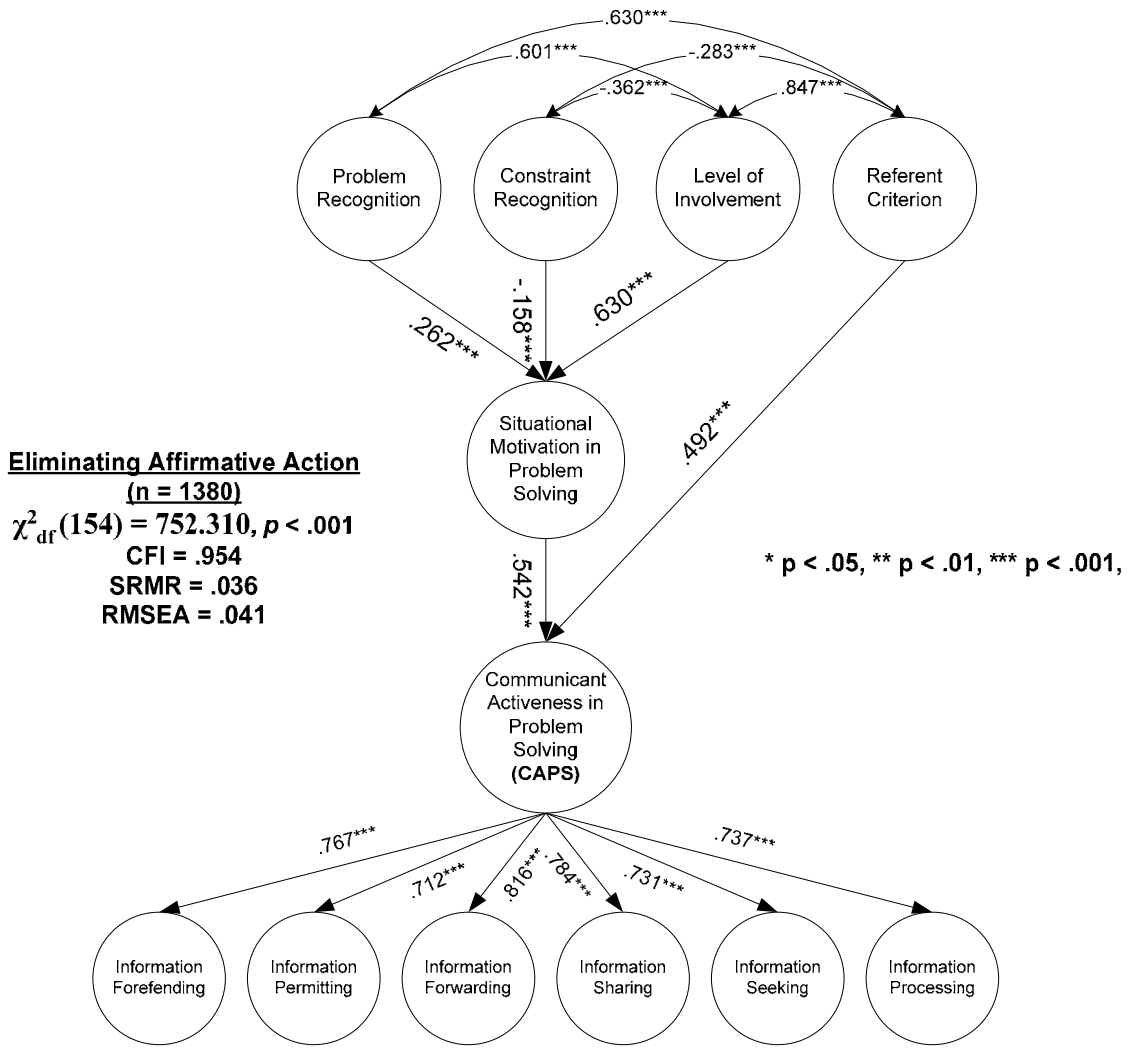 .630***
.601***
-.283***
-.362***
.847***
Problem
Recognition
Constraint
Recognition
Level of
Involvement
Referent
Criterion
.262***
-.158***
.630***
.492***
Situational
Motivation in
Problem
Solving
Eliminating Affirmative Action
(n = 1380)
χ²df(154) = 752.310, p < .001
CFI = .954
SRMR = .036
RMSEA = .041
* p < .05, ** p < .01, *** p < .001,
.542***
Communicant
Activeness in
Problem
Solving
(CAPS)
.767***
.712***
.816***
.784***
.731***
.737***
Information
Forefending
Information
Permitting
Information
Forwarding
Information
Sharing
Information
Seeking
Information
Processing